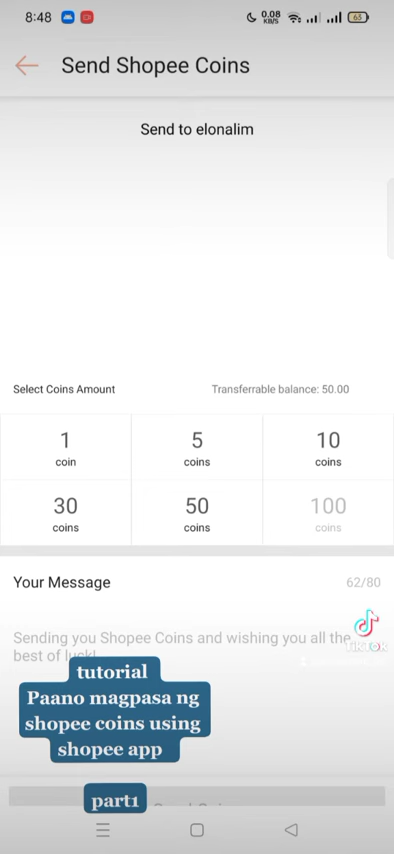 8:48
0.08
KB/S
65
Send Shopee Coins
Send to elonalim
Select Coins Amount
Transferrable balance: 50.00
1
coin
5
coins
10
coins
30
coins
50
coins
100
coins
Your Message
62/80
Sending you Shopee Coins and wishing you all the
best of luck!
TikTok
tutorial
Paano magpasa ng
shopee coins using
shopee app
part1